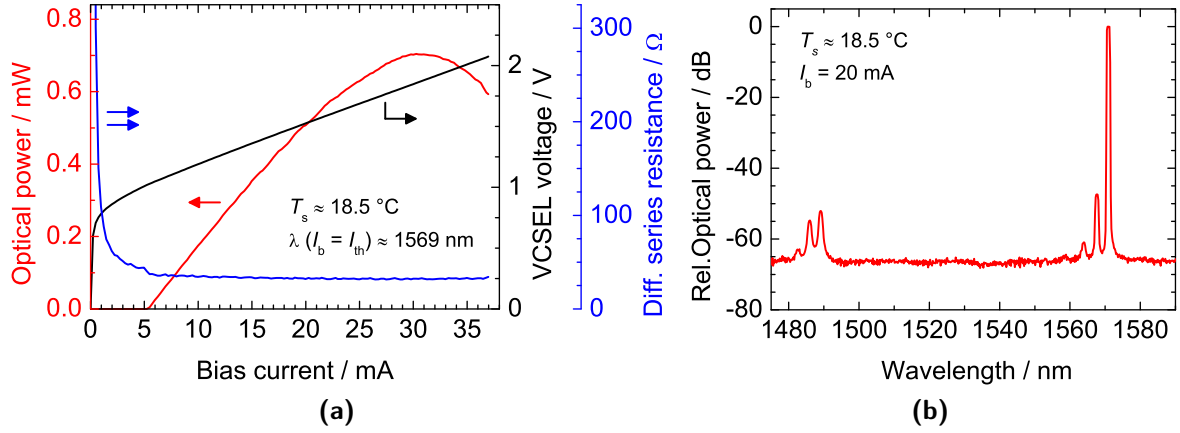 0.8
0.6
0.4
0.2
0.0
Optical power / mW
0 5 10 15 20 25 30 35
Bias current / mA
2
1
0
VCSEL voltage / V
300
200
100
0
Diff. series resistance / Ω
Tₛ ≈ 18.5 °C
λ (I_b = I_th) ≈ 1569 nm
(a)
0
-20
-40
-60
-80
Rel.Optical power / dB
Tₛ ≈ 18.5 °C
I_b = 20 mA
1480 1500 1520 1540 1560 1580
Wavelength / nm
(b)